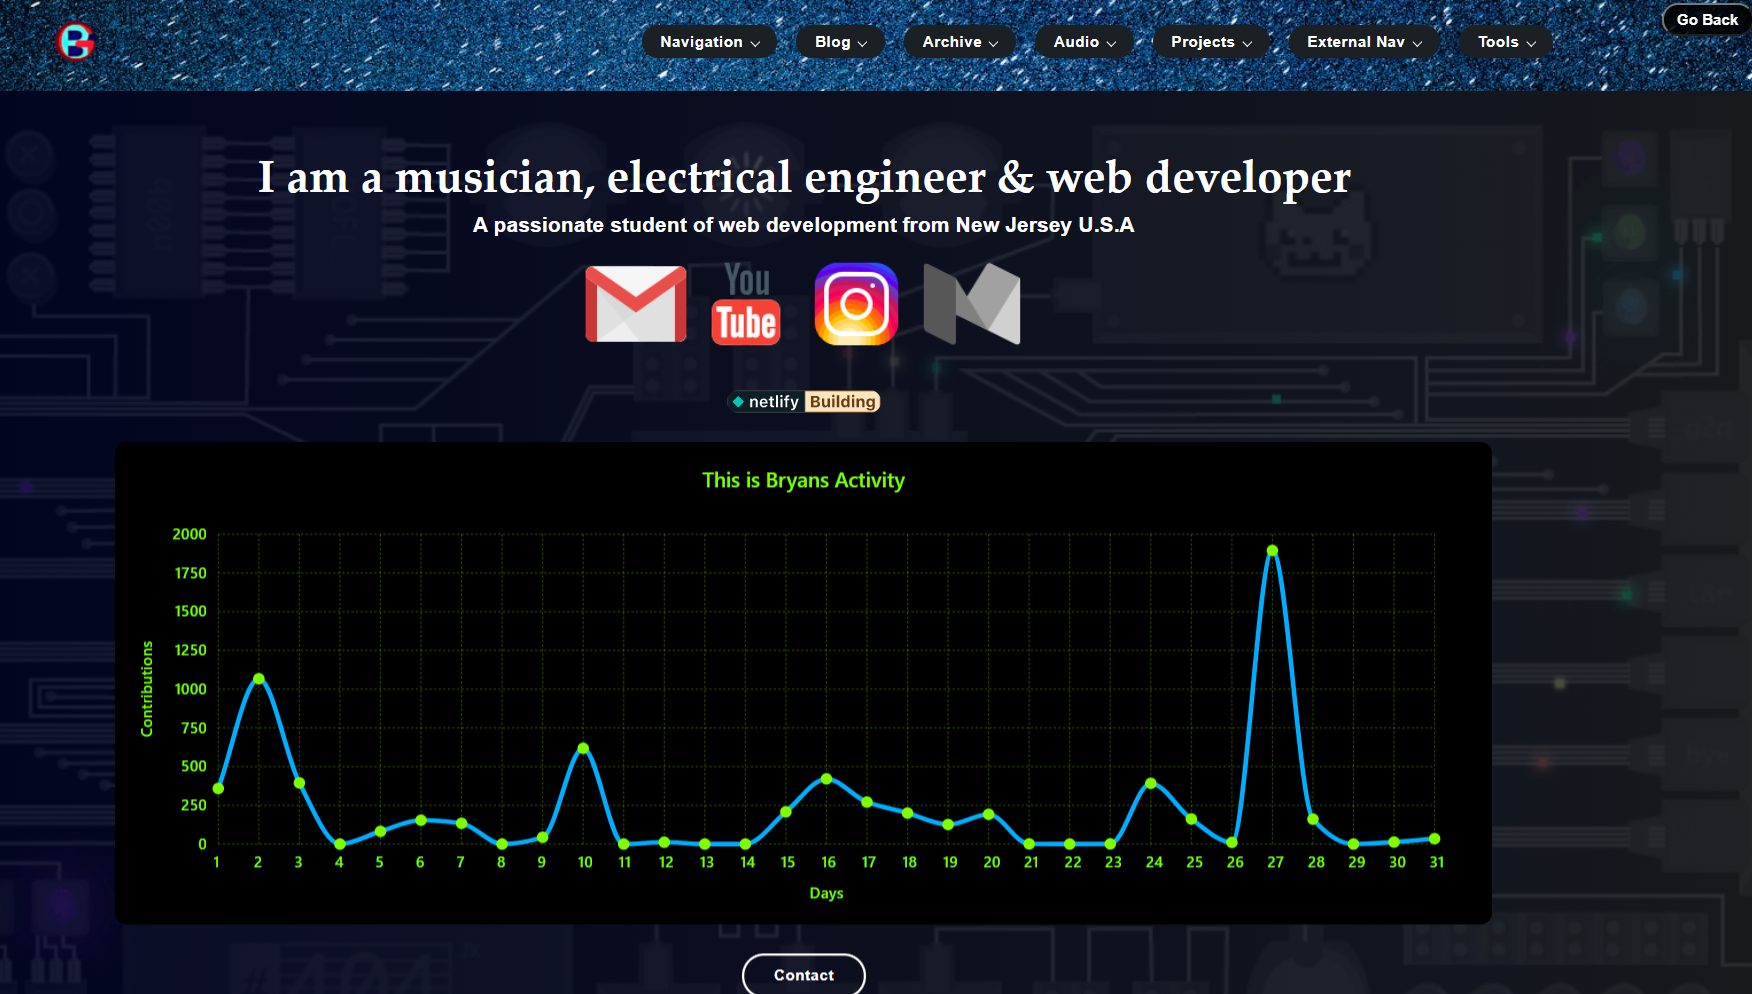 Navigation Blog Archive Audio Projects External Nav Tools Go Back
I am a musician, electrical engineer & web developer
A passionate student of web development from New Jersey U.S.A
You
Tube
netlify Building
This is Bryans Activity
2000
1750
1500
1250
1000
750
500
250
0
Contributions
1 2 3 4 5 6 7 8 9 10 11 12 13 14 15 16 17 18 19 20 21 22 23 24 25 26 27 28 29 30 31
Days
#404
Contact